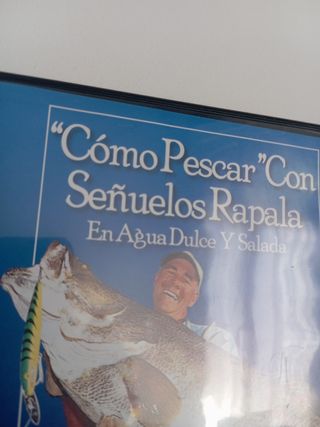 "Cómo Pescar" Con
Señuelos Rapala
En Agua Dulce Y Salada